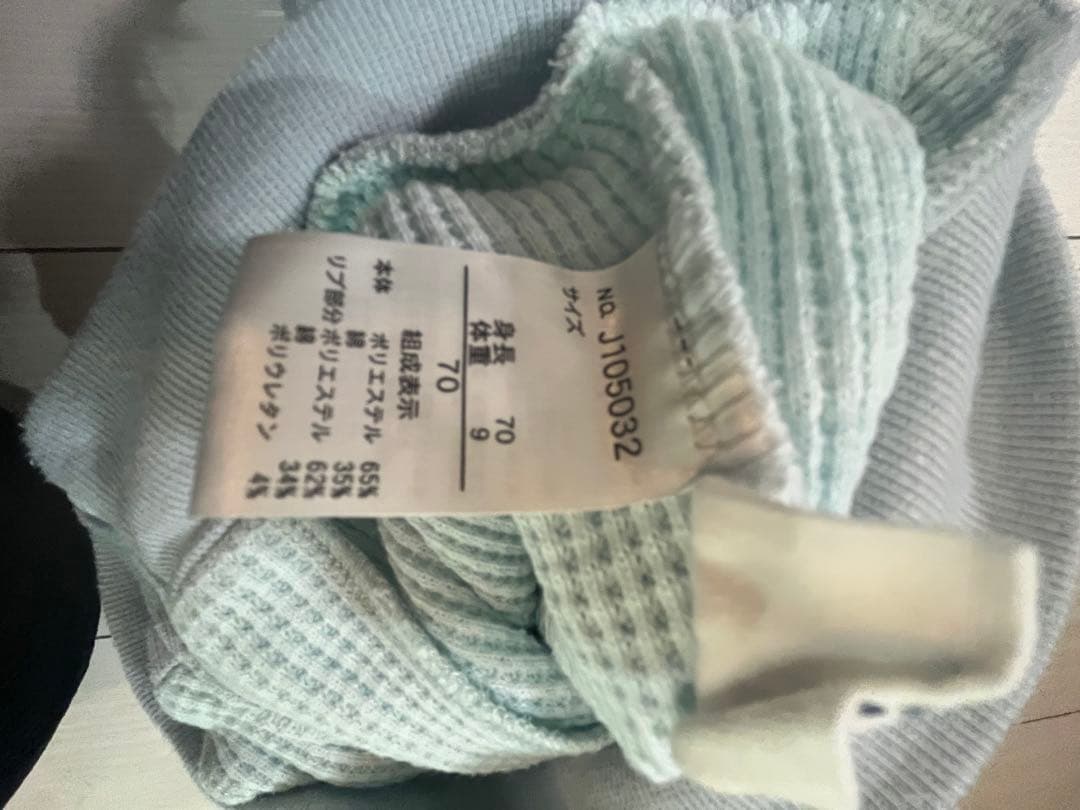 NO. J105032
サイズ
身長 70
体重 9
70
組成表示
本体 ポリエステル 65%
綿 35%
リブ部分 ポリエステル 62%
綿 34%
ポリウレタン 4%